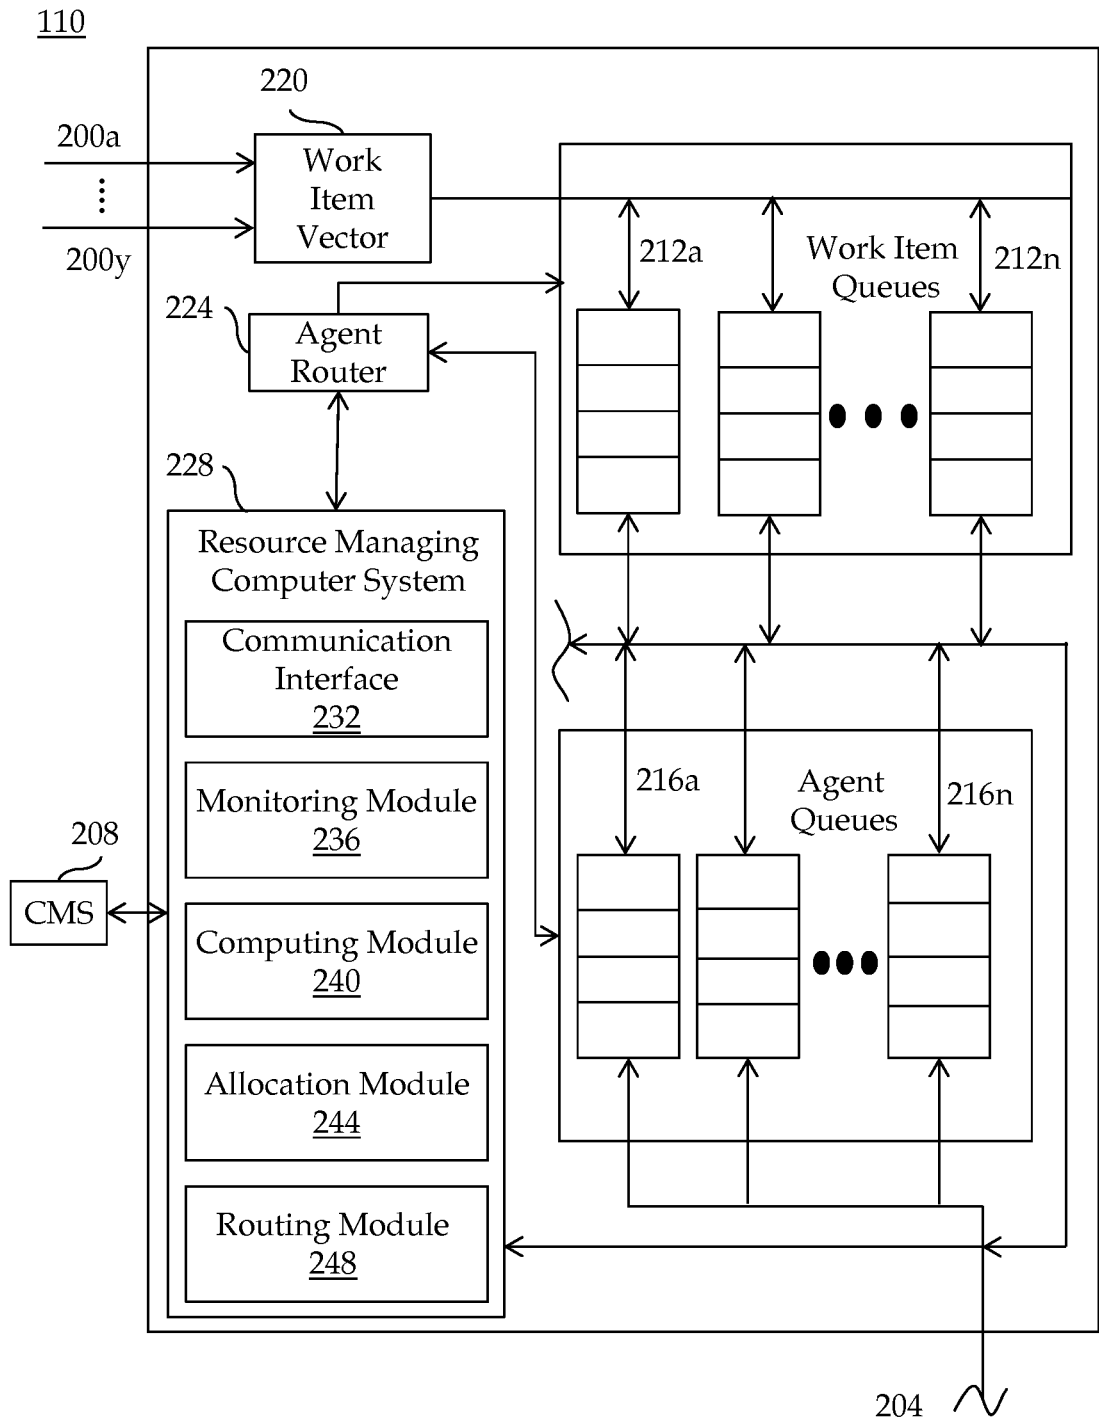 110
220
200a
200y
Work
Item
Vector
212a
Work Item
Queues
212n
224
Agent
Router
228
Resource Managing
Computer System
Communication
Interface
232
Monitoring Module
236
208
CMS
Computing Module
240
Allocation Module
244
Routing Module
248
216a
Agent
Queues
216n
204